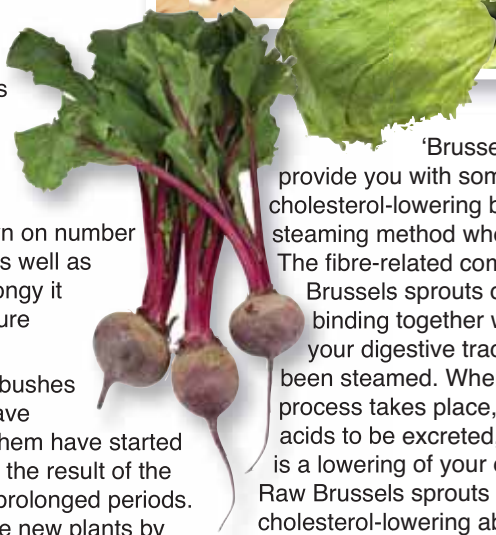 s
n on number
s well as
ongy it
ure
bushes
ave
hem have started
the result of the
prolonged periods.
e new plants by
‘Brusse
provide you with som
cholesterol-lowering b
steaming method whe
The fibre-related com
Brussels sprouts
binding together w
your digestive trac
been steamed. Whe
process takes place,
acids to be excreted
is a lowering of your
Raw Brussels sprouts
cholesterol-lowering ab